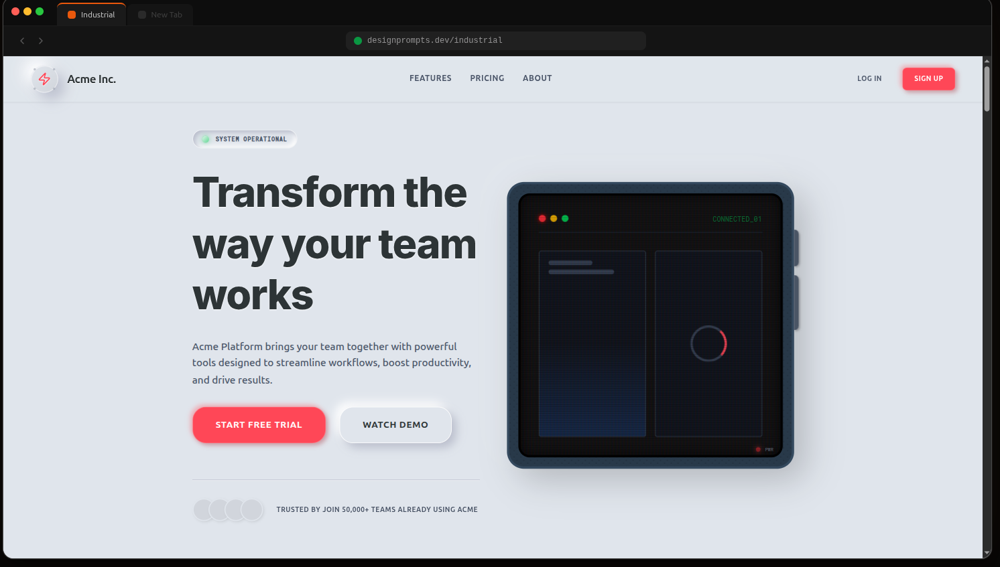 Industrial
New Tab
designprompts.dev/industrial
Acme Inc.
FEATURES
PRICING
ABOUT
LOG IN
SIGN UP
SYSTEM OPERATIONAL
Transform the
way your team
works
Acme Platform brings your team together with powerful
tools designed to streamline workflows, boost productivity,
and drive results.
START FREE TRIAL
WATCH DEMO
TRUSTED BY JOIN 50,000+ TEAMS ALREADY USING ACME
CONNECTED_01
PWR